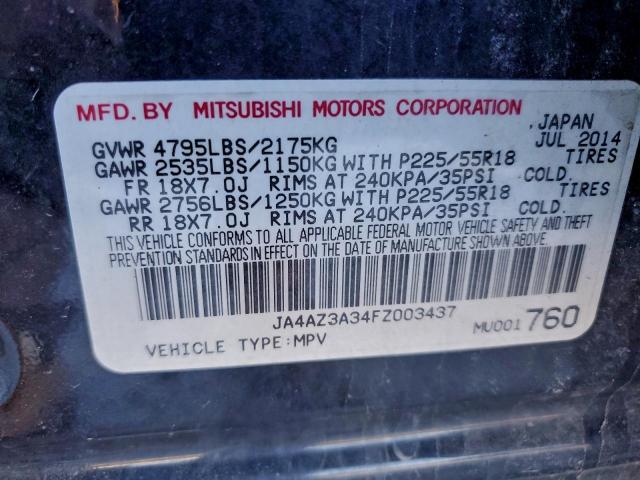 MFD. BY MITSUBISHI MOTORS CORPORATION , JAPAN
GVWR 4795LBS/2175KG JUL 2014
GAWR 2535LBS/1150KG WITH P225/55R18 TIRES
FR 18X7.0J RIMS AT 240KPA/35PSI COLD.
GAWR 2756LBS/1250KG WITH P225/55R18 TIRES
RR 18X7.0J RIMS AT 240KPA/35PSI COLD.
THIS VEHICLE CONFORMS TO ALL APPLICABLE FEDERAL MOTOR VEHICLE SAFETY AND THEFT
PREVENTION STANDARDS IN EFFECT ON THE DATE OF MANUFACTURE SHOWN ABOVE.
JA4AZ3A34FZ003437
VEHICLE TYPE:MPV MU001 760